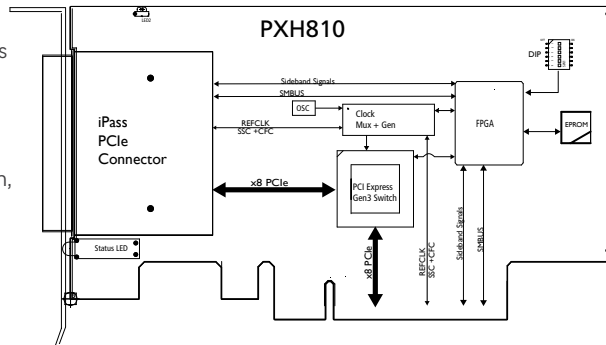 PXH810
LED2
s
n,
iPass
PCIe
Connector
Sideband Signals
SMBUS
OSC
REFCLK
SSC +CFC
Clock
Mux + Gen
FPGA
DIP
EPROM
x8 PCIe
PCI Express
Gen3 Switch
Status LED
x8 PCIe
REFCLK
SSC +CFC
Sideband Signals
SMBUS